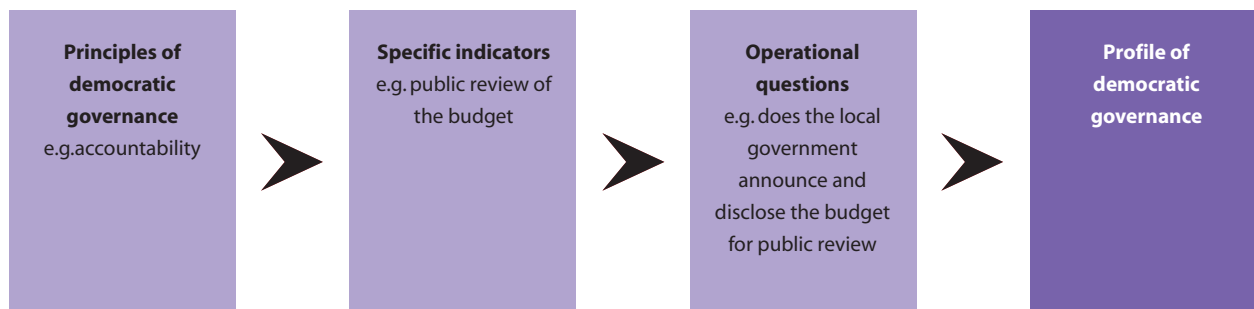 Principles of
democratic
governance
e.g.accountability
Specific indicators
e.g. public review of
the budget
Operational
questions
e.g. does the local
government
announce and
disclose the budget
for public review
Profile of
democratic
governance